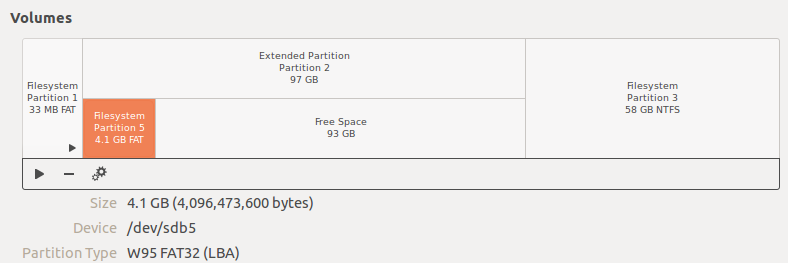 Volumes
Filesystem
Partition 1
33 MB FAT
Extended Partition
Partition 2
97 GB
Filesystem
Partition 5
4.1 GB FAT
Free Space
93 GB
Filesystem
Partition 3
58 GB NTFS
Size 4.1 GB (4,096,473,600 bytes)
Device /dev/sdb5
Partition Type W95 FAT32 (LBA)